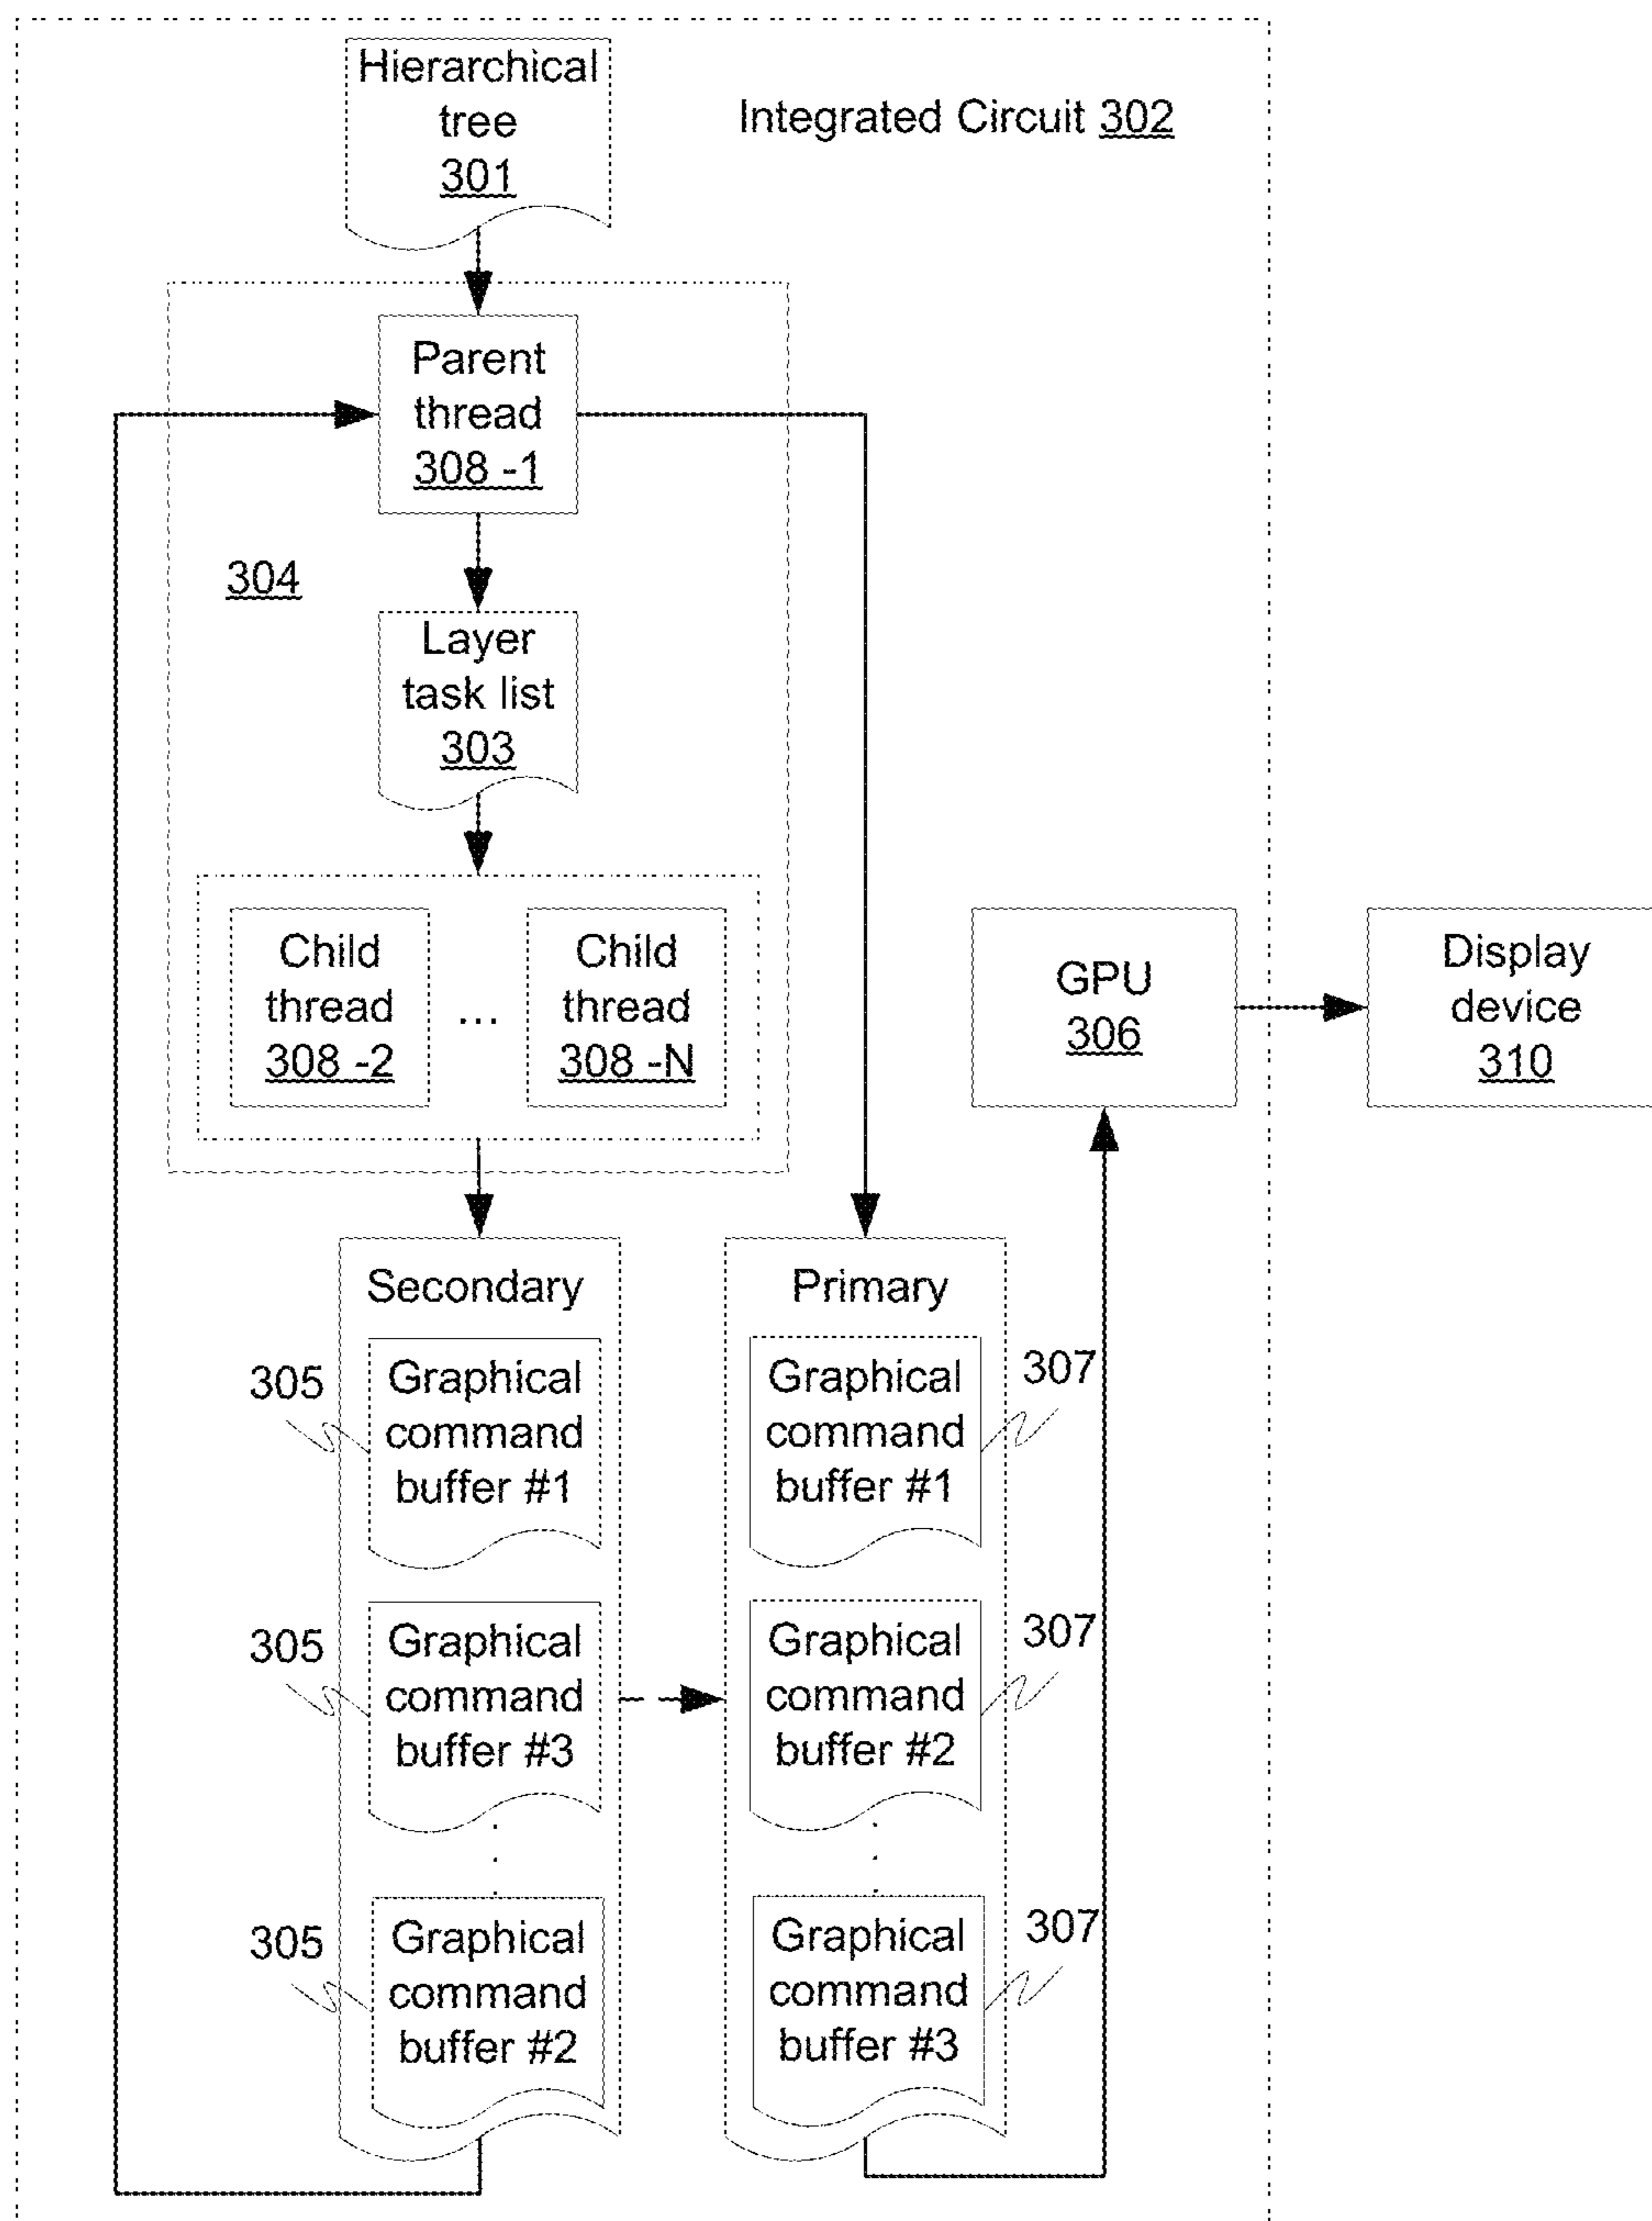 Hierarchical
tree
301
Integrated Circuit 302
Parent
thread
308 -1
304
Layer
task list
303
Child
thread
308 -2
...
Child
thread
308 -N
GPU
306
Display
device
310
Secondary
305
Graphical
command
buffer #1
305
Graphical
command
buffer #3
305
Graphical
command
buffer #2
Primary
Graphical
command
buffer #1
307
Graphical
command
buffer #2
307
Graphical
command
buffer #3
307